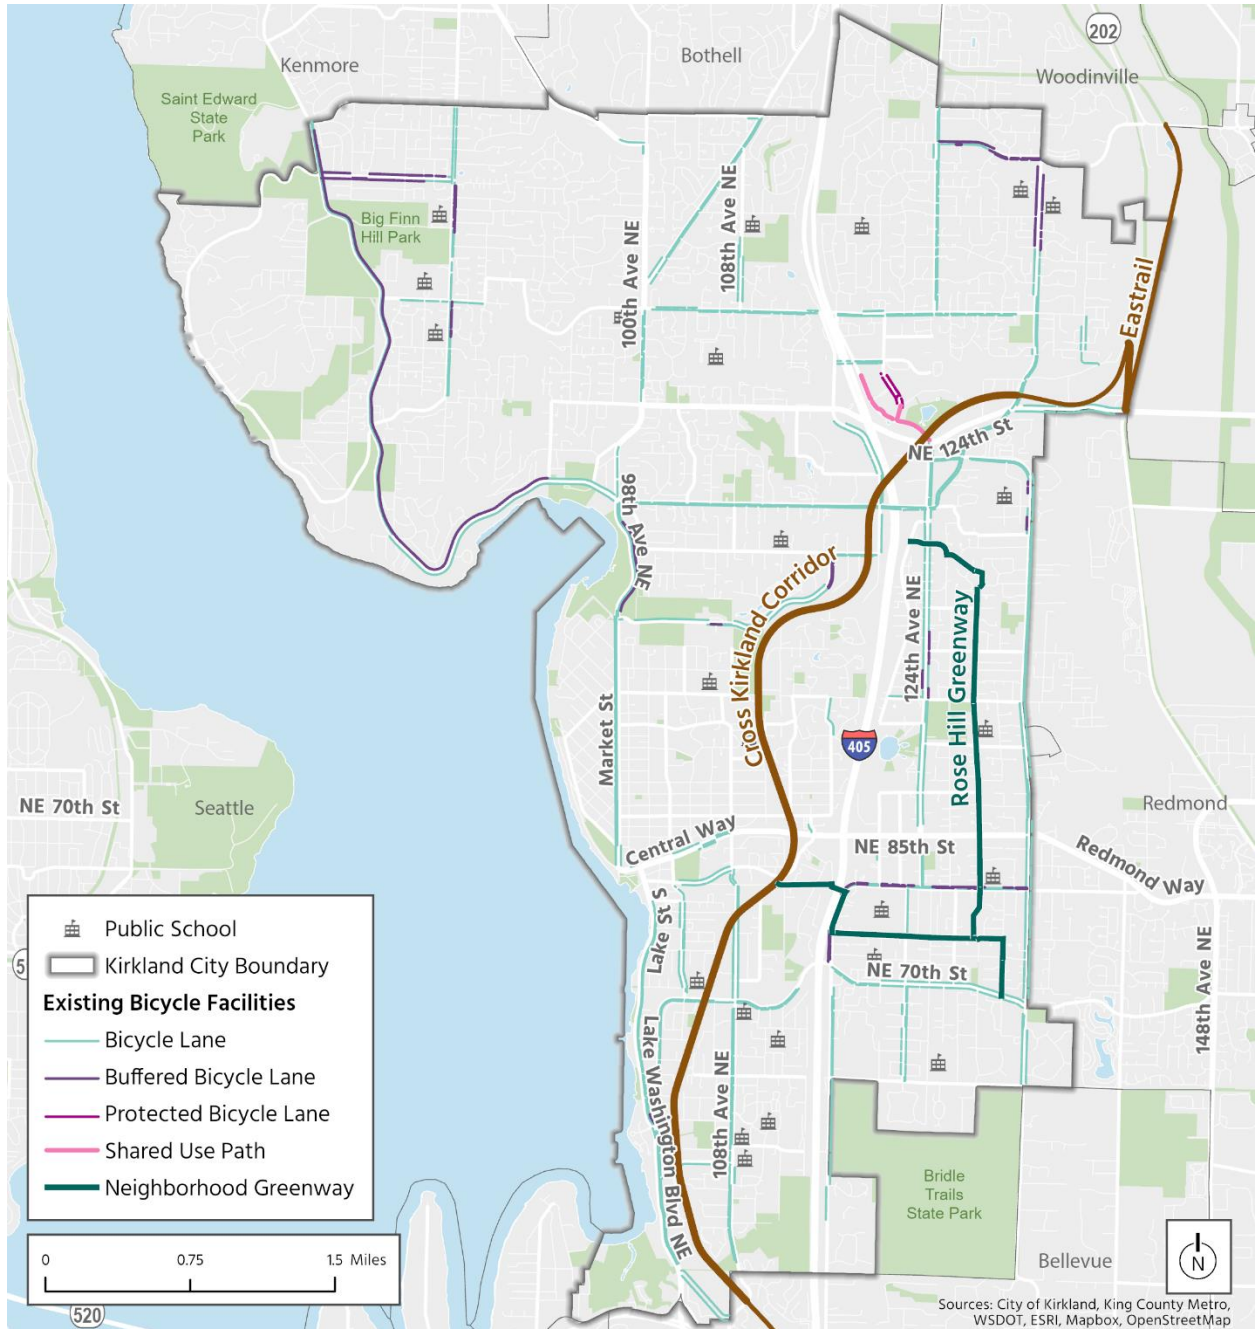 202
Kenmore
Bothell
Woodinville
Saint Edward
State
Park
Big Finn
Hill Park
100th Ave NE
108th Ave NE
Eastrail
NE 124th St
98th Ave NE
Cross Kirkland Corridor
124th Ave NE
Rose Hill Greenway
Market St
405
NE 70th St
Seattle
Redmond
Central Way
NE 85th St
Redmond Way
Lake St S
NE 70th St
148th Ave NE
Lake Washington Blvd NE
108th Ave NE
Bridle
Trails
State Park
Bellevue
5
Public School
Kirkland City Boundary
Existing Bicycle Facilities
Bicycle Lane
Buffered Bicycle Lane
Protected Bicycle Lane
Shared Use Path
Neighborhood Greenway
0 0.75 1.5 Miles
520
N
Sources: City of Kirkland, King County Metro,
WSDOT, ESRI, Mapbox, OpenStreetMap